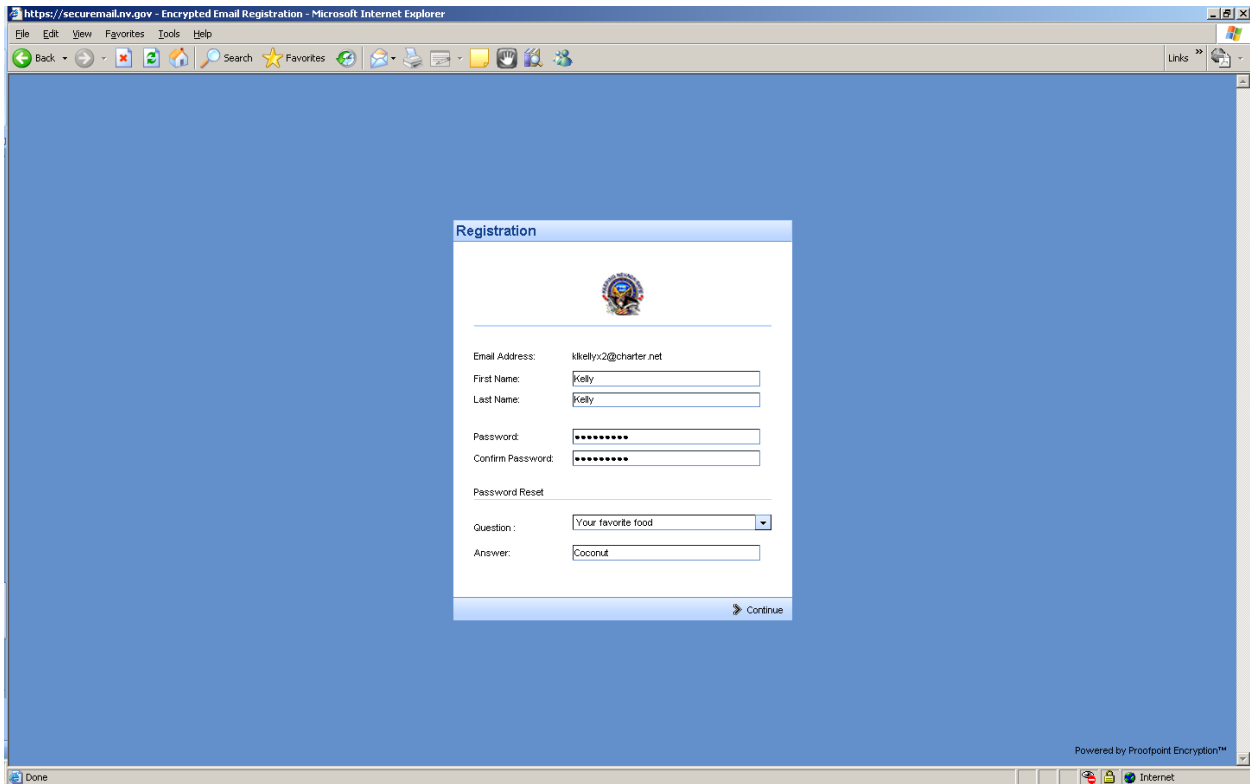 https://securemail.nv.gov - Encrypted Email Registration - Microsoft Internet Explorer
File Edit View Favorites Tools Help
Back Search Favorites Links »
Registration
Email Address: klkellyx2@charter.net
First Name: Kelly
Last Name: Kelly
Password: •••••••••
Confirm Password: •••••••••
Password Reset
Question : Your favorite food
Answer: Coconut
Continue
Powered by Proofpoint Encryption™
Done Internet